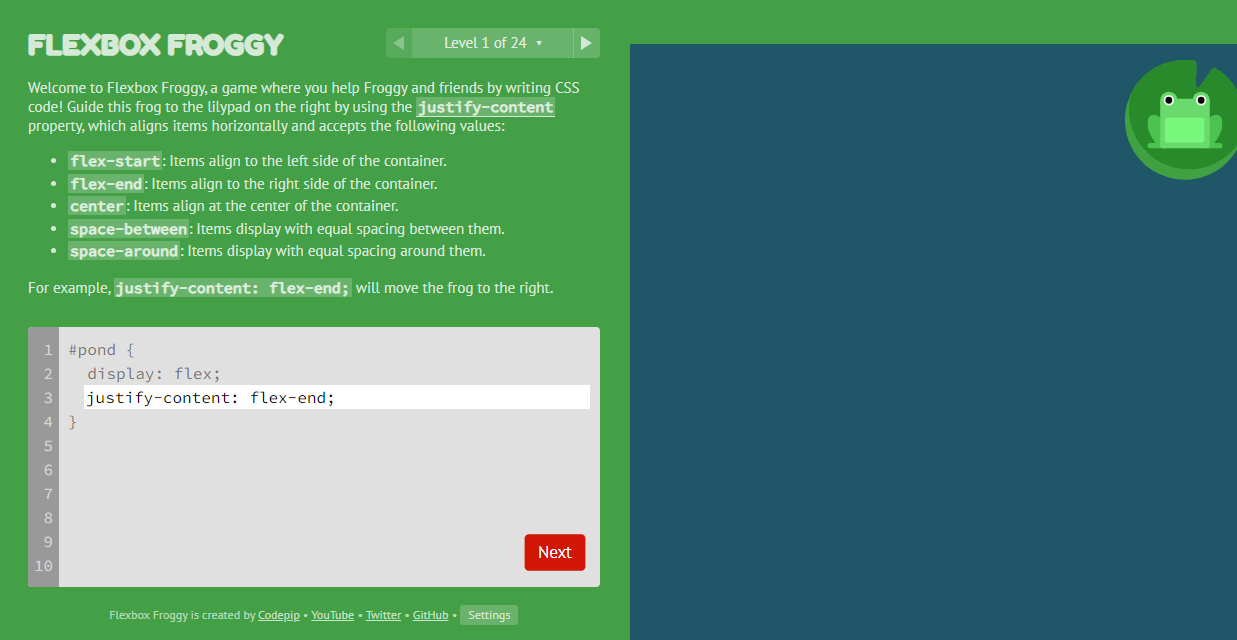 FLEXBOX FROGGY
Level 1 of 24
Welcome to Flexbox Froggy, a game where you help Froggy and friends by writing CSS
code! Guide this frog to the lilypad on the right by using the justify-content
property, which aligns items horizontally and accepts the following values:
flex-start: Items align to the left side of the container.
flex-end: Items align to the right side of the container.
center: Items align at the center of the container.
space-between: Items display with equal spacing between them.
space-around: Items display with equal spacing around them.
For example, justify-content: flex-end; will move the frog to the right.
1 #pond {
2 display: flex;
3 justify-content: flex-end;
4 }
5
6
7
8
9
10
Next
Flexbox Froggy is created by Codepip • YouTube • Twitter • GitHub • Settings